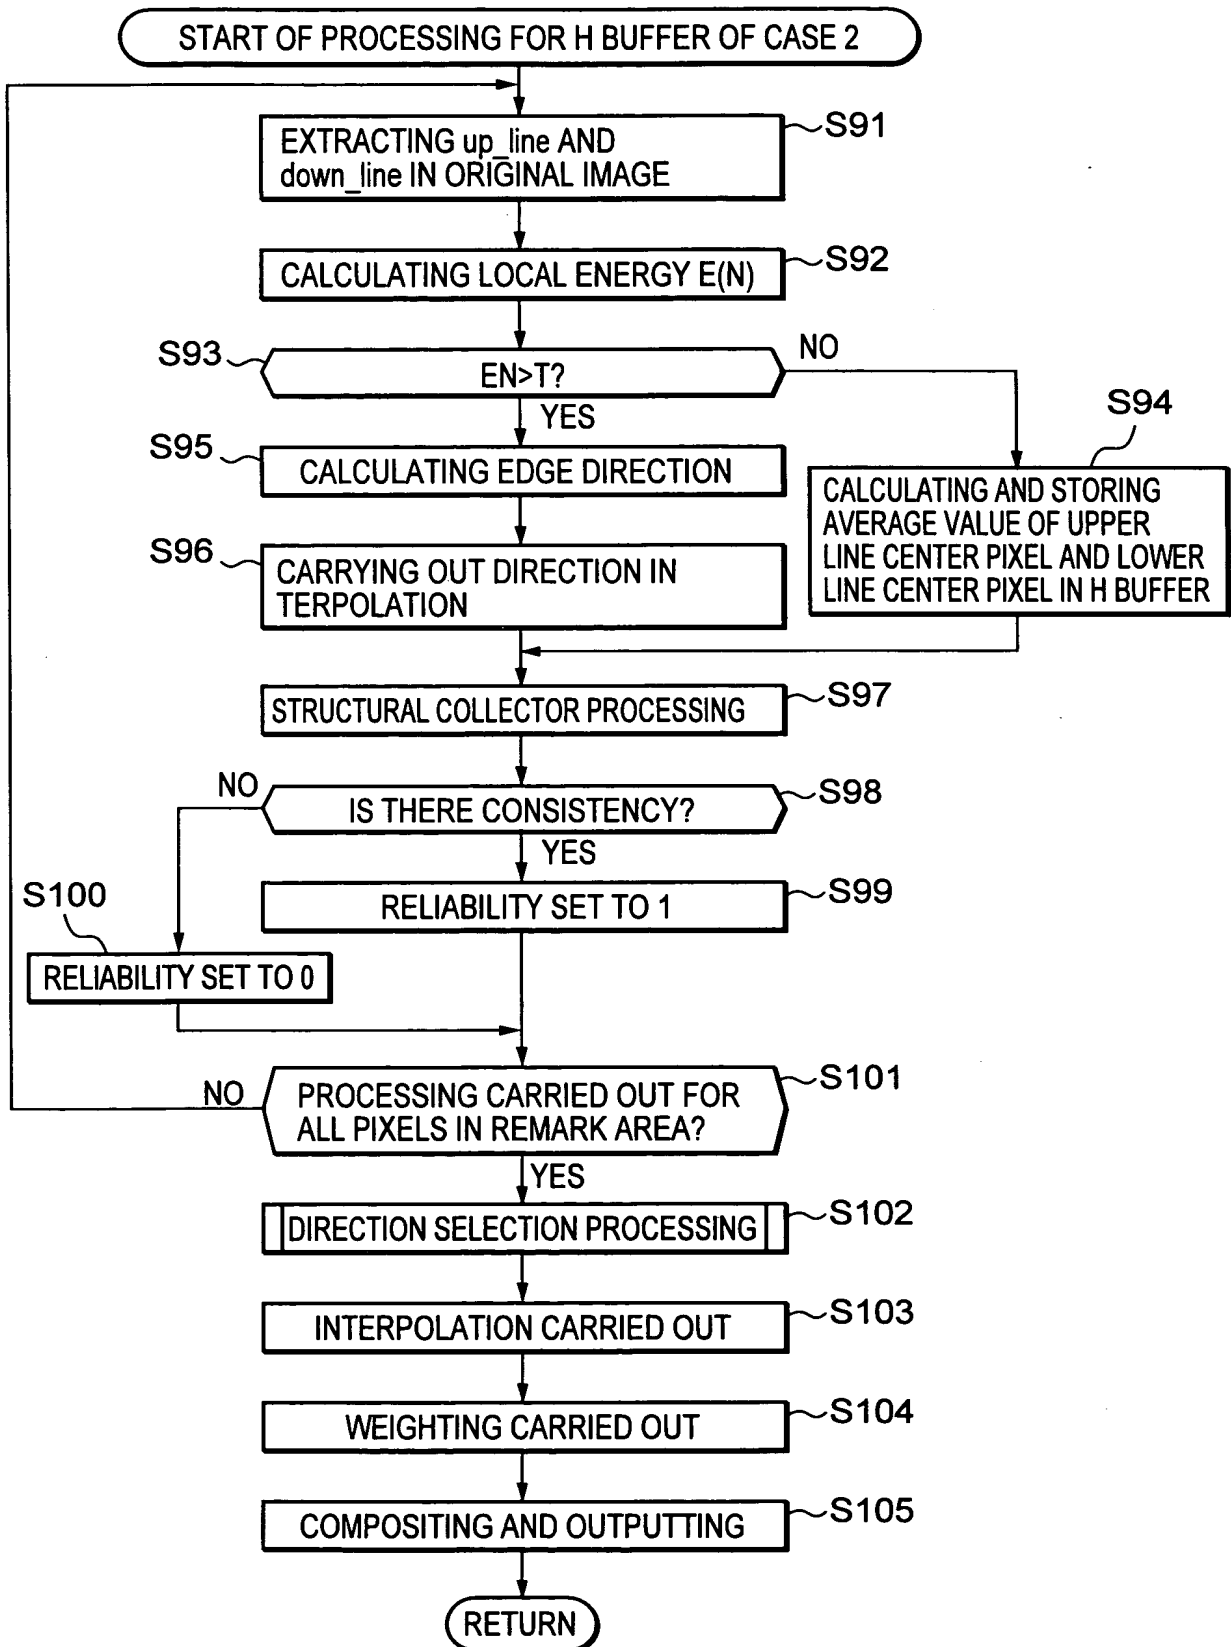 START OF PROCESSING FOR H BUFFER OF CASE 2
S91
EXTRACTING up_line AND
down_line IN ORIGINAL IMAGE
S92
CALCULATING LOCAL ENERGY E(N)
S93
EN>T?
NO
YES
S94
CALCULATING AND STORING
AVERAGE VALUE OF UPPER
LINE CENTER PIXEL AND LOWER
LINE CENTER PIXEL IN H BUFFER
S95
CALCULATING EDGE DIRECTION
S96
CARRYING OUT DIRECTION IN
TERPOLATION
S97
STRUCTURAL COLLECTOR PROCESSING
S98
IS THERE CONSISTENCY?
NO
YES
S99
RELIABILITY SET TO 1
S100
RELIABILITY SET TO 0
S101
PROCESSING CARRIED OUT FOR
ALL PIXELS IN REMARK AREA?
NO
YES
S102
DIRECTION SELECTION PROCESSING
S103
INTERPOLATION CARRIED OUT
S104
WEIGHTING CARRIED OUT
S105
COMPOSITING AND OUTPUTTING
RETURN